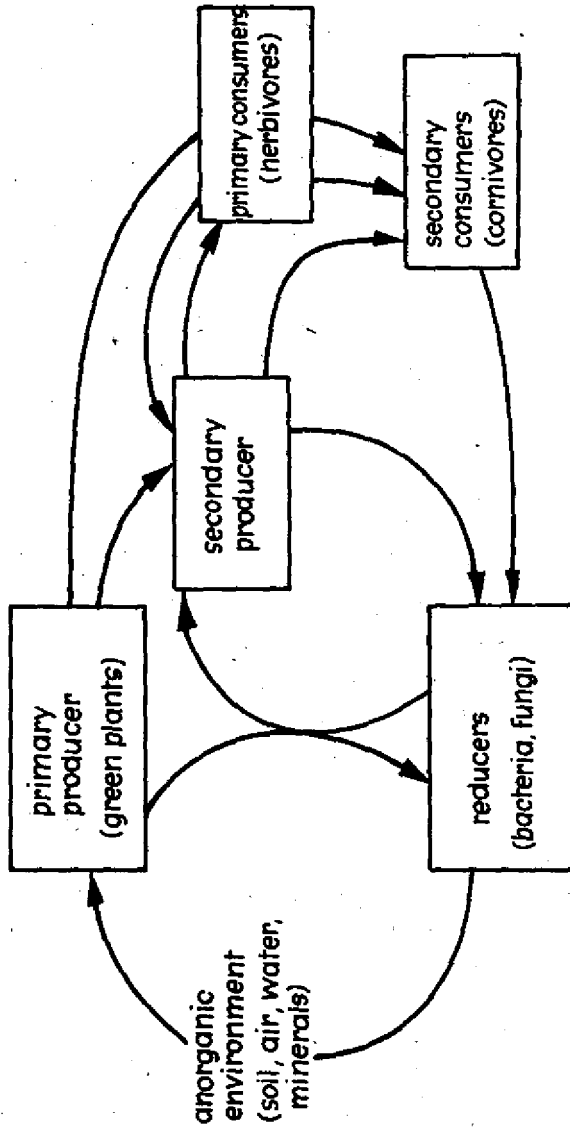 anorganic
environment
(soil, air, water,
minerals)
primary
producer
(green plants)
reducers
(bacteria, fungi)
secondary
producer
primary consumers
(herbivores)
secondary
consumers
(cornivores)